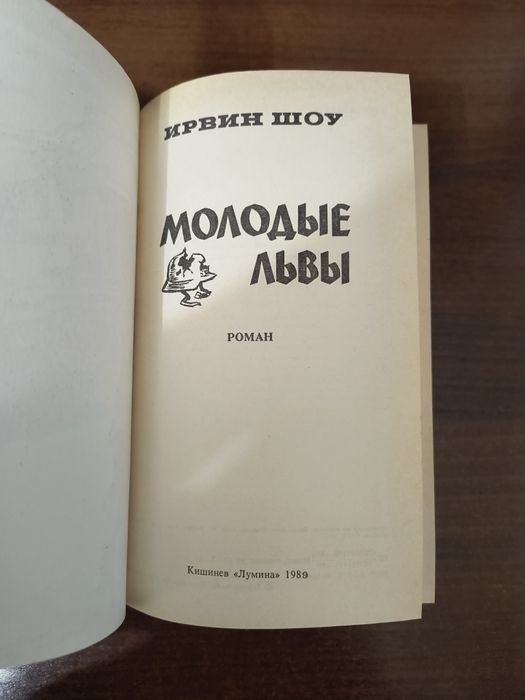 ИРВИН ШОУ
МОЛОДЫЕ
ЛЬВЫ
РОМАН
Кишинев «Лумина» 1989